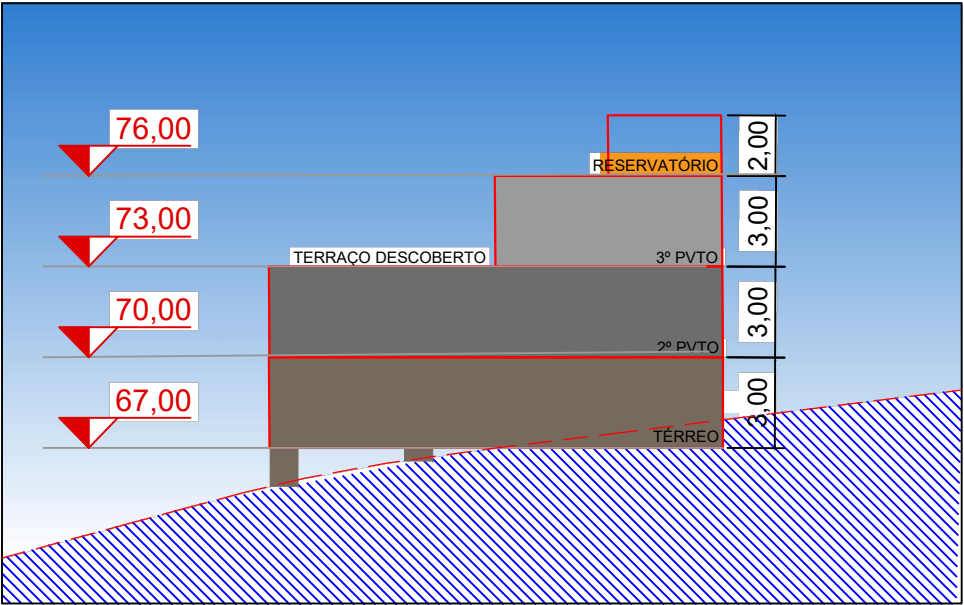 76,00
2,00
RESERVATÓRIO
73,00
3,00
TERRAÇO DESCOBERTO
3º PVTO
70,00
3,00
2º PVTO
67,00
3,00
TÉRREO